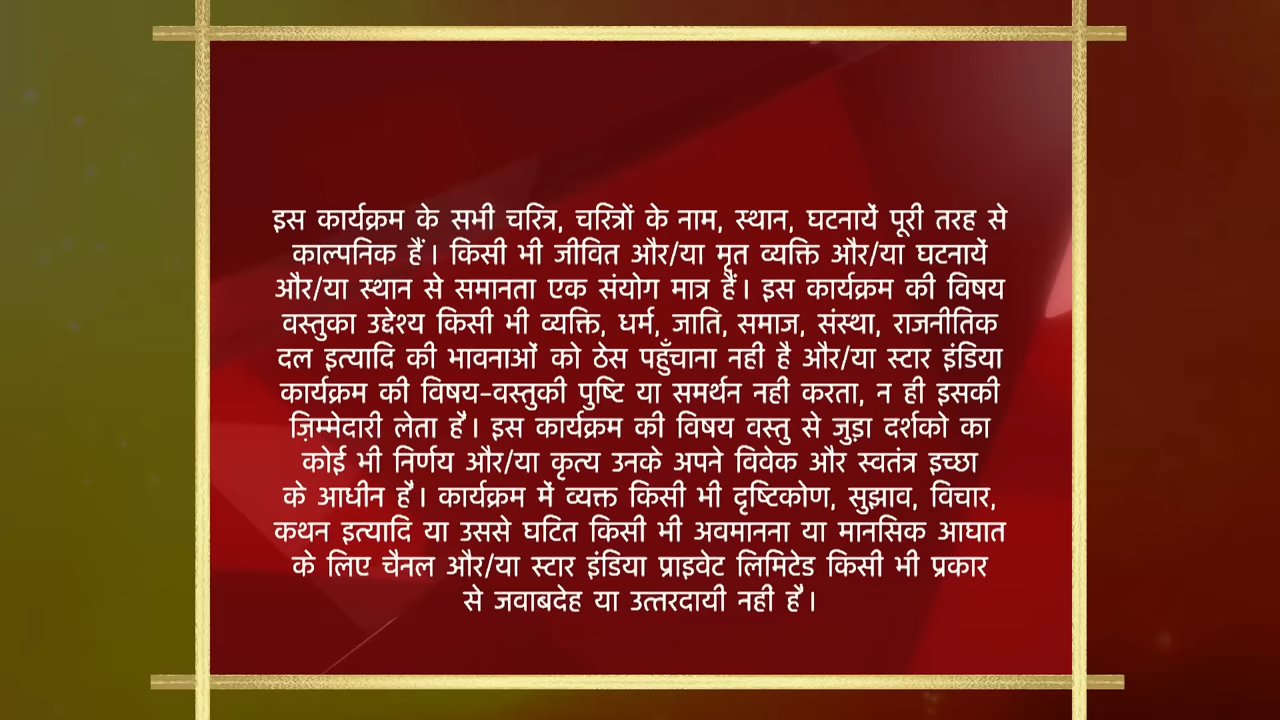 इस कार्यक्रम के सभी चरित्र, चरित्रों के नाम, स्थान, घटनायें पूरी तरह से
काल्पनिक हैं। किसी भी जीवित और/या मृत व्यक्ति और/या घटनायें
और/या स्थान से समानता एक संयोग मात्र हैं। इस कार्यक्रम की विषय
वस्तुका उद्देश्य किसी भी व्यक्ति, धर्म, जाति, समाज, संस्था, राजनीतिक
दल इत्यादि की भावनाओं को ठेस पहुँचाना नही है और/या स्टार इंडिया
कार्यक्रम की विषय-वस्तुकी पुष्टि या समर्थन नही करता, न ही इसकी
ज़िम्मेदारी लेता हैं। इस कार्यक्रम की विषय वस्तु से जुड़ा दर्शको का
कोई भी निर्णय और/या कृत्य उनके अपने विवेक और स्वतंत्र इच्छा
के आधीन हैं। कार्यक्रम में व्यक्त किसी भी दृष्टिकोण, सुझाव, विचार,
कथन इत्यादि या उससे घटित किसी भी अवमानना या मानसिक आघात
के लिए चैनल और/या स्टार इंडिया प्राइवेट लिमिटेड किसी भी प्रकार
से जवाबदेह या उत्तरदायी नही हैं।